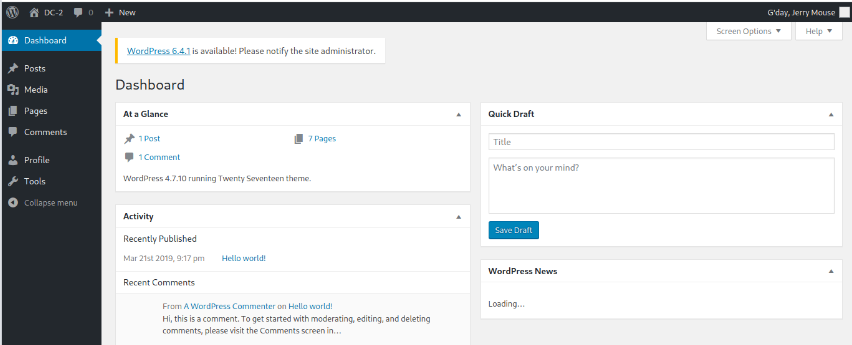 DC-2 0 New G'day, Jerry Mouse
Screen Options Help
Dashboard
Posts
Media
Pages
Comments
Profile
Tools
Collapse menu
WordPress 6.4.1 is available! Please notify the site administrator.
Dashboard
At a Glance
1 Post 7 Pages
1 Comment
WordPress 4.7.10 running Twenty Seventeen theme.
Activity
Recently Published
Mar 21st 2019, 9:17 pm Hello world!
Recent Comments
From A WordPress Commenter on Hello world!
Hi, this is a comment. To get started with moderating, editing, and deleting
comments, please visit the Comments screen in…
Quick Draft
Title
What's on your mind?
Save Draft
WordPress News
Loading…